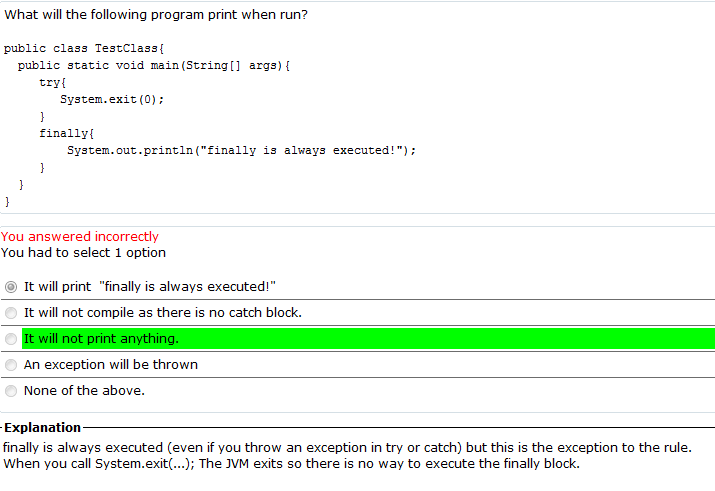 What will the following program print when run?
public class TestClass{
public static void main(String[] args){
try{
System.exit(0);
}
finally{
System.out.println("finally is always executed!");
}
}
}
You answered incorrectly
You had to select 1 option
It will print "finally is always executed!"
It will not compile as there is no catch block.
It will not print anything.
An exception will be thrown
None of the above.
Explanation
finally is always executed (even if you throw an exception in try or catch) but this is the exception to the rule.
When you call System.exit(...); The JVM exits so there is no way to execute the finally block.